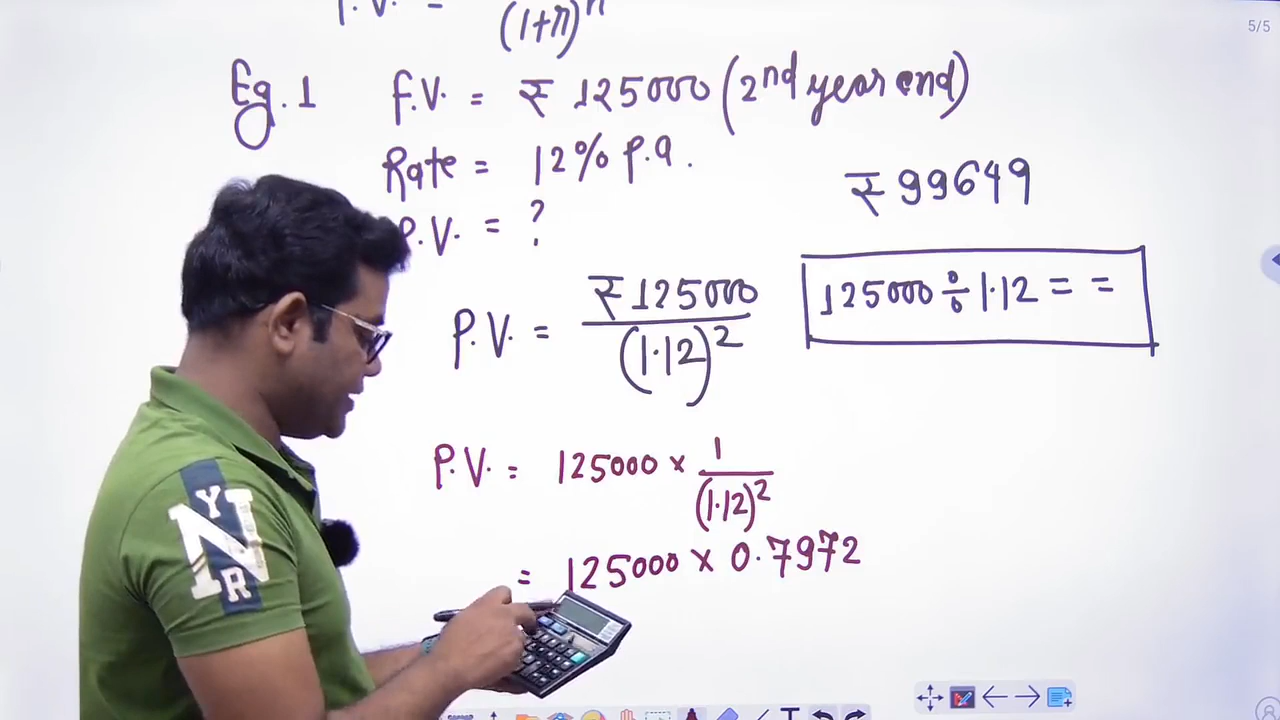 P.V. =
(1+r)^n
5/5
Eg. 1 F.V. = ₹ 125000 (2nd year end)
Rate = 12% p.a.
P.V. = ?
₹ 99649
P.V. = ₹ 125000
(1.12)²
125000 ÷ 1.12 = =
P.V. = 125000 × 1
(1.12)²
= 125000 × 0.7972
Y
N
R